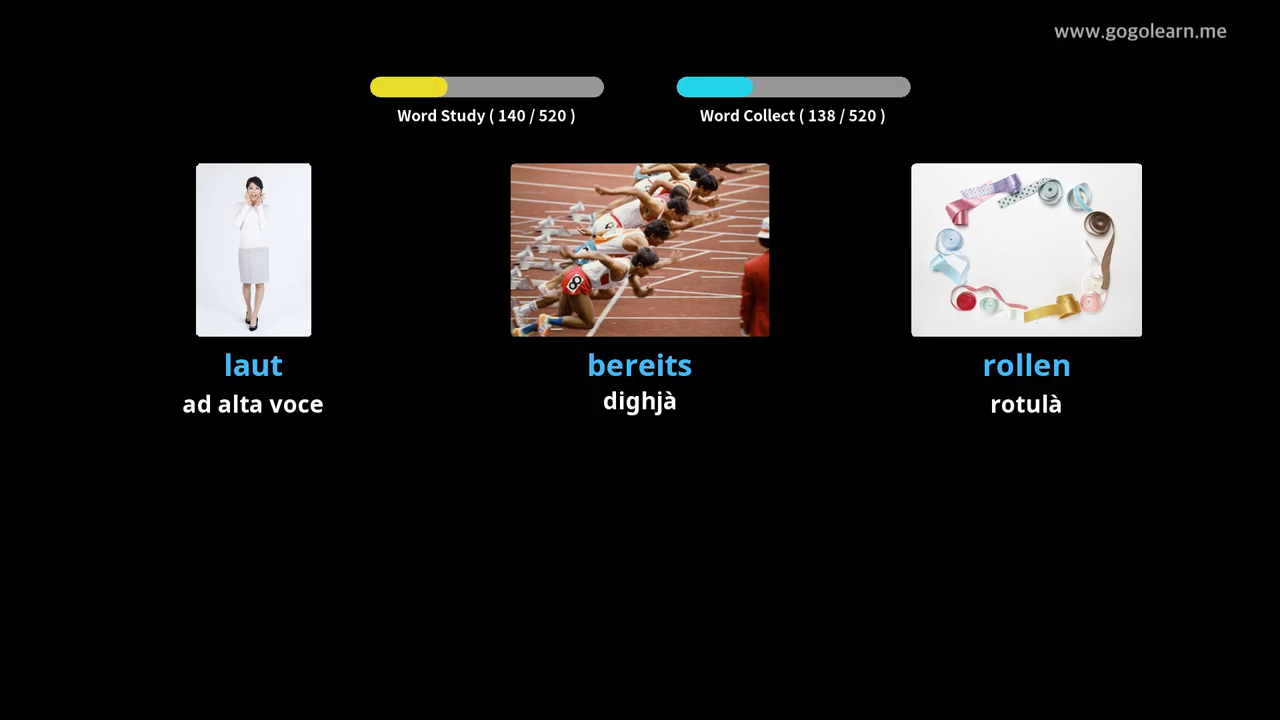 www.gogolearn.me
Word Study ( 140 / 520 )
Word Collect ( 138 / 520 )
laut
bereits
rollen
ad alta voce
dighjà
rotulà